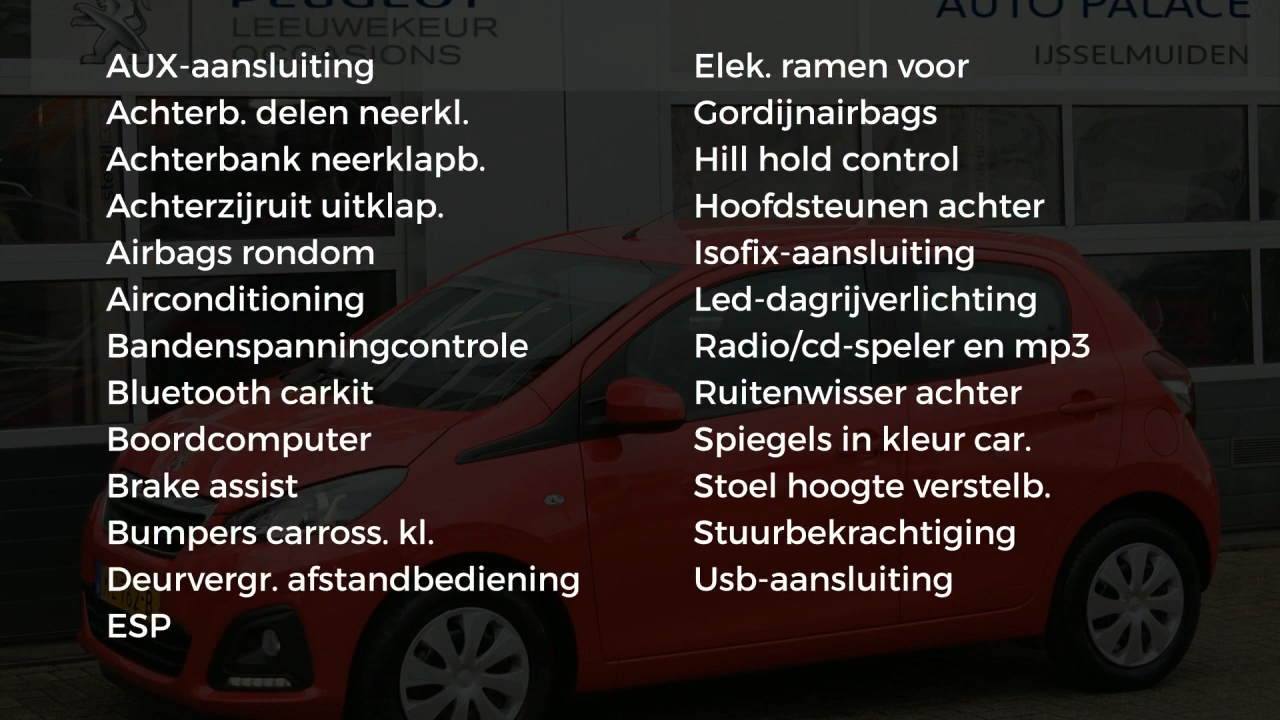 PEUGEOT
LEEUWEKEUR
OCCASIONS
AUTO PALACE
IJSSELMUIDEN
AUX-aansluiting
Achterb. delen neerkl.
Achterbank neerklapb.
Achterzijruit uitklap.
Airbags rondom
Airconditioning
Bandenspanningcontrole
Bluetooth carkit
Boordcomputer
Brake assist
Bumpers carross. kl.
Deurvergr. afstandbediening
ESP
Elek. ramen voor
Gordijnairbags
Hill hold control
Hoofdsteunen achter
Isofix-aansluiting
Led-dagrijverlichting
Radio/cd-speler en mp3
Ruitenwisser achter
Spiegels in kleur car.
Stoel hoogte verstelb.
Stuurbekrachtiging
Usb-aansluiting